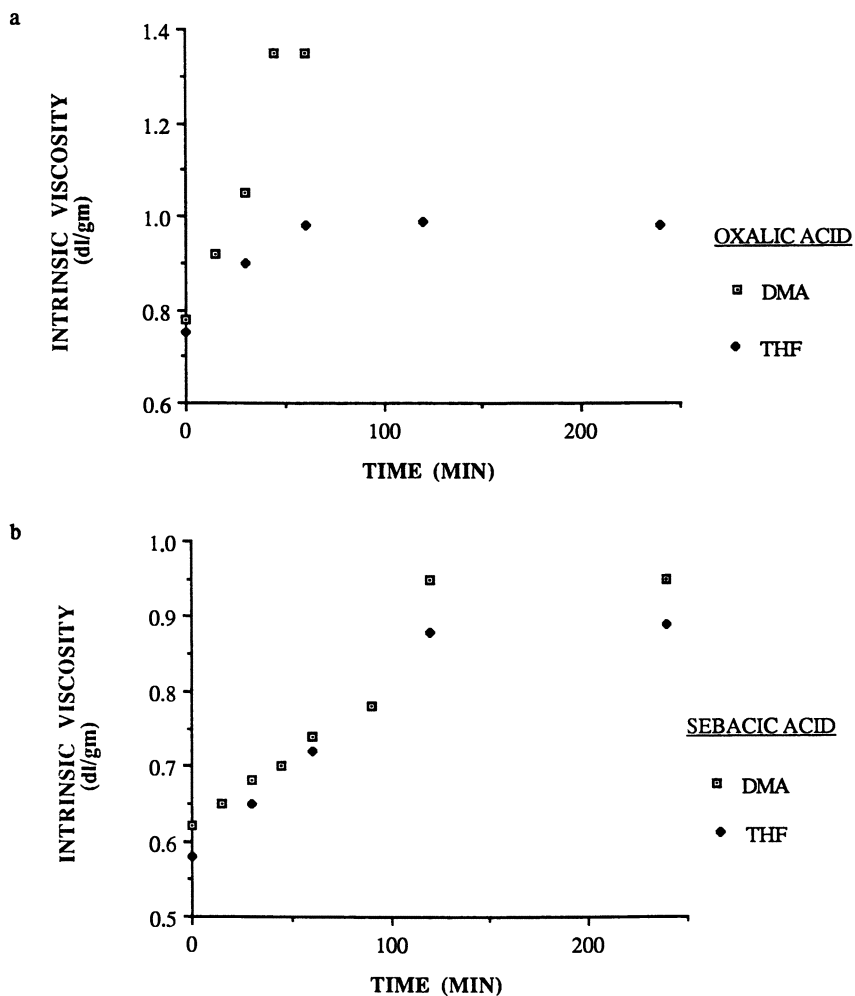 a
1.4
1.2
1.0
0.8
0.6
INTRINSIC VISCOSITY
(dl/gm)
0
100
200
TIME (MIN)
OXALIC ACID
DMA
THF
b
1.0
0.9
0.8
0.7
0.6
0.5
INTRINSIC VISCOSITY
(dl/gm)
0
100
200
TIME (MIN)
SEBACIC ACID
DMA
THF